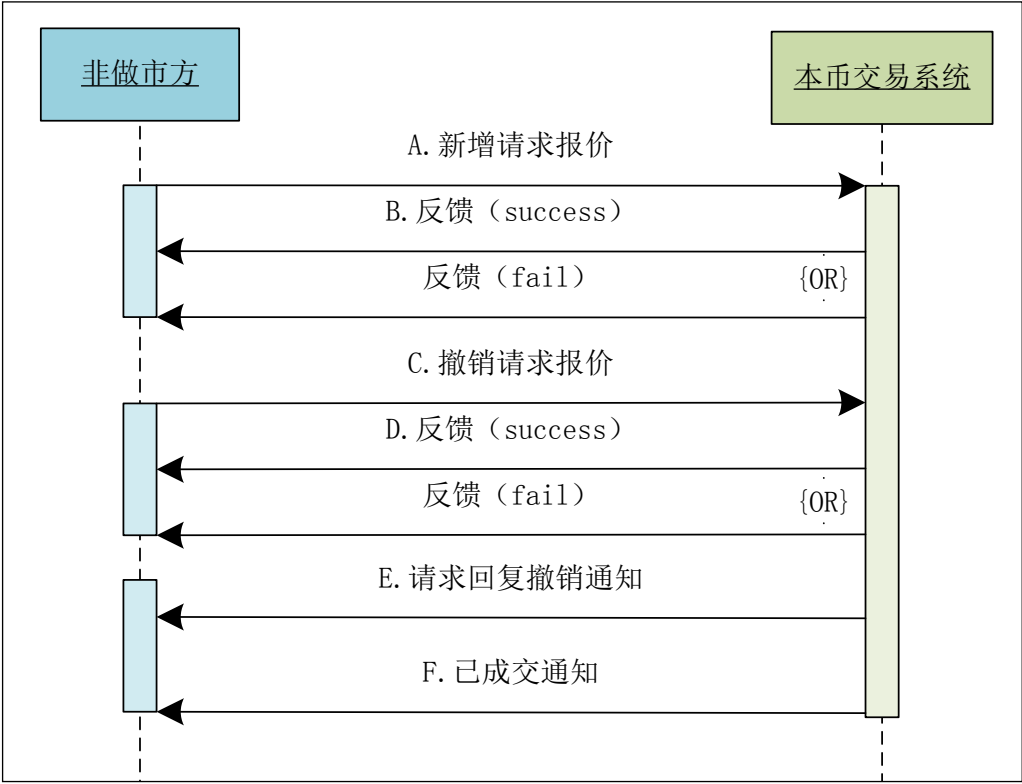 非做市方
本币交易系统
A.新增请求报价
B.反馈（success）
反馈（fail）
{OR}
C.撤销请求报价
D.反馈（success）
反馈（fail）
{OR}
E.请求回复撤销通知
F.已成交通知